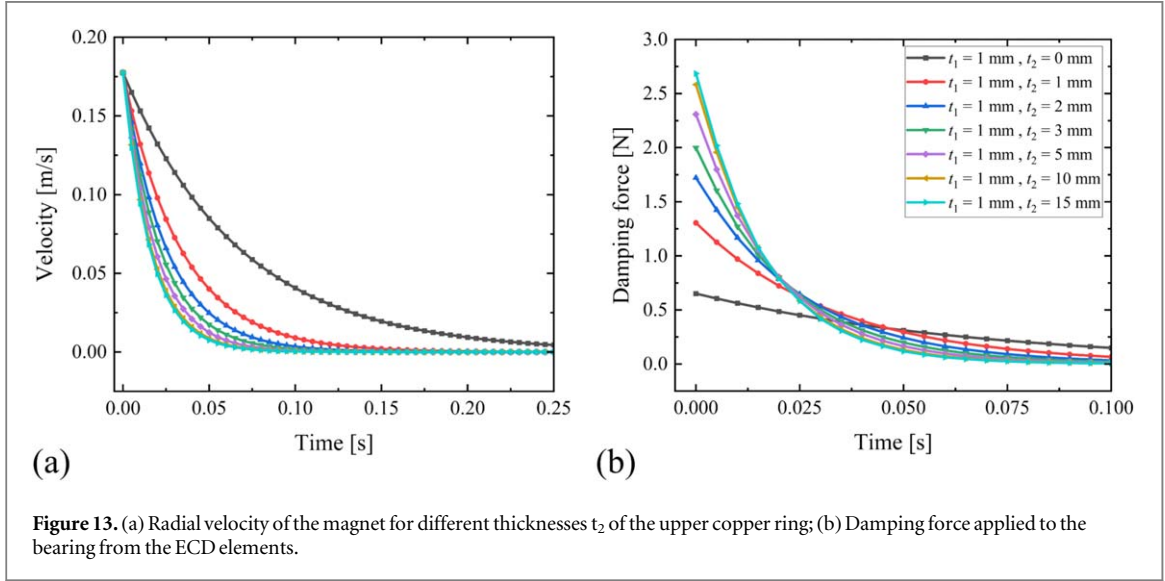 0.20
0.15
0.10
0.05
0.00
Velocity [m/s]
0.00 0.05 0.10 0.15 0.20 0.25
Time [s]
(a)
3.0
2.5
2.0
1.5
1.0
0.5
0.0
Damping force [N]
0.000 0.025 0.050 0.075 0.100
Time [s]
(b)
t₁ = 1 mm , t₂ = 0 mm
t₁ = 1 mm , t₂ = 1 mm
t₁ = 1 mm , t₂ = 2 mm
t₁ = 1 mm , t₂ = 3 mm
t₁ = 1 mm , t₂ = 5 mm
t₁ = 1 mm , t₂ = 10 mm
t₁ = 1 mm , t₂ = 15 mm
Figure 13. (a) Radial velocity of the magnet for different thicknesses t₂ of the upper copper ring; (b) Damping force applied to the
bearing from the ECD elements.